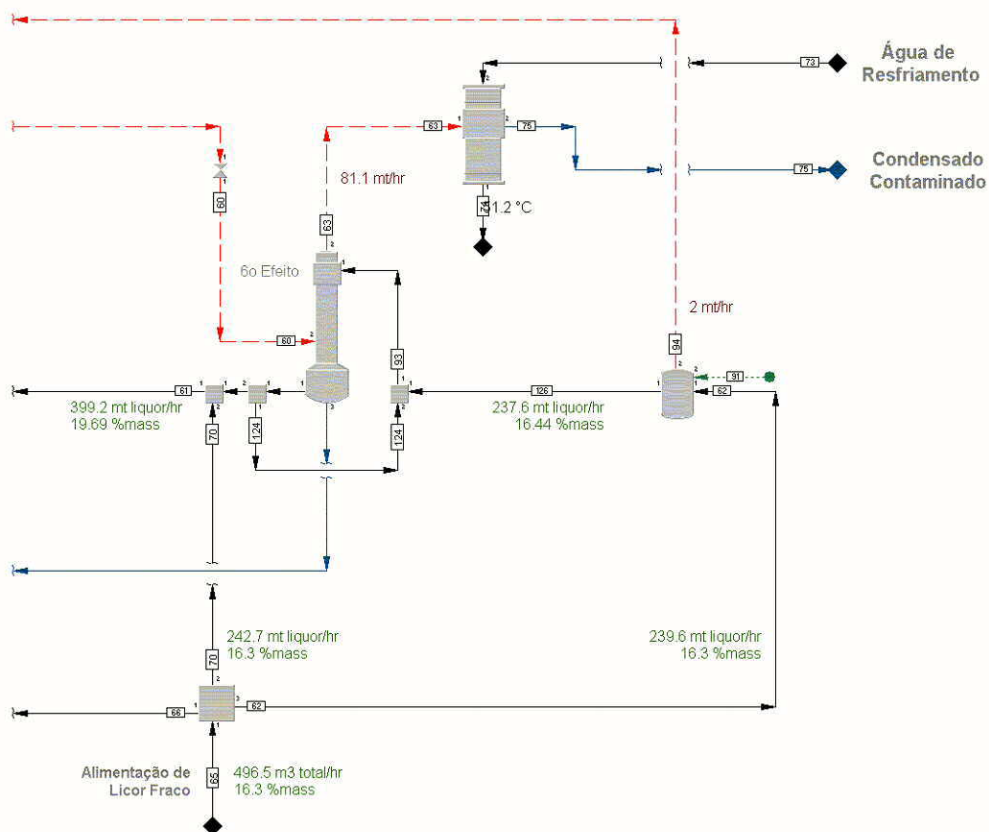 73
Água de
Resfriamento
63
75
75
Condensado
Contaminado
81.1 mt/hr
60
63
1.2 °C
6o Efeito
2 mt/hr
60
93
94
91
61
126
62
399.2 mt liquor/hr
19.69 %mass
237.6 mt liquor/hr
16.44 %mass
70
124
124
242.7 mt liquor/hr
16.3 %mass
239.6 mt liquor/hr
16.3 %mass
70
66
62
Alimentação de
Licor Fraco
65
496.5 m3 total/hr
16.3 %mass